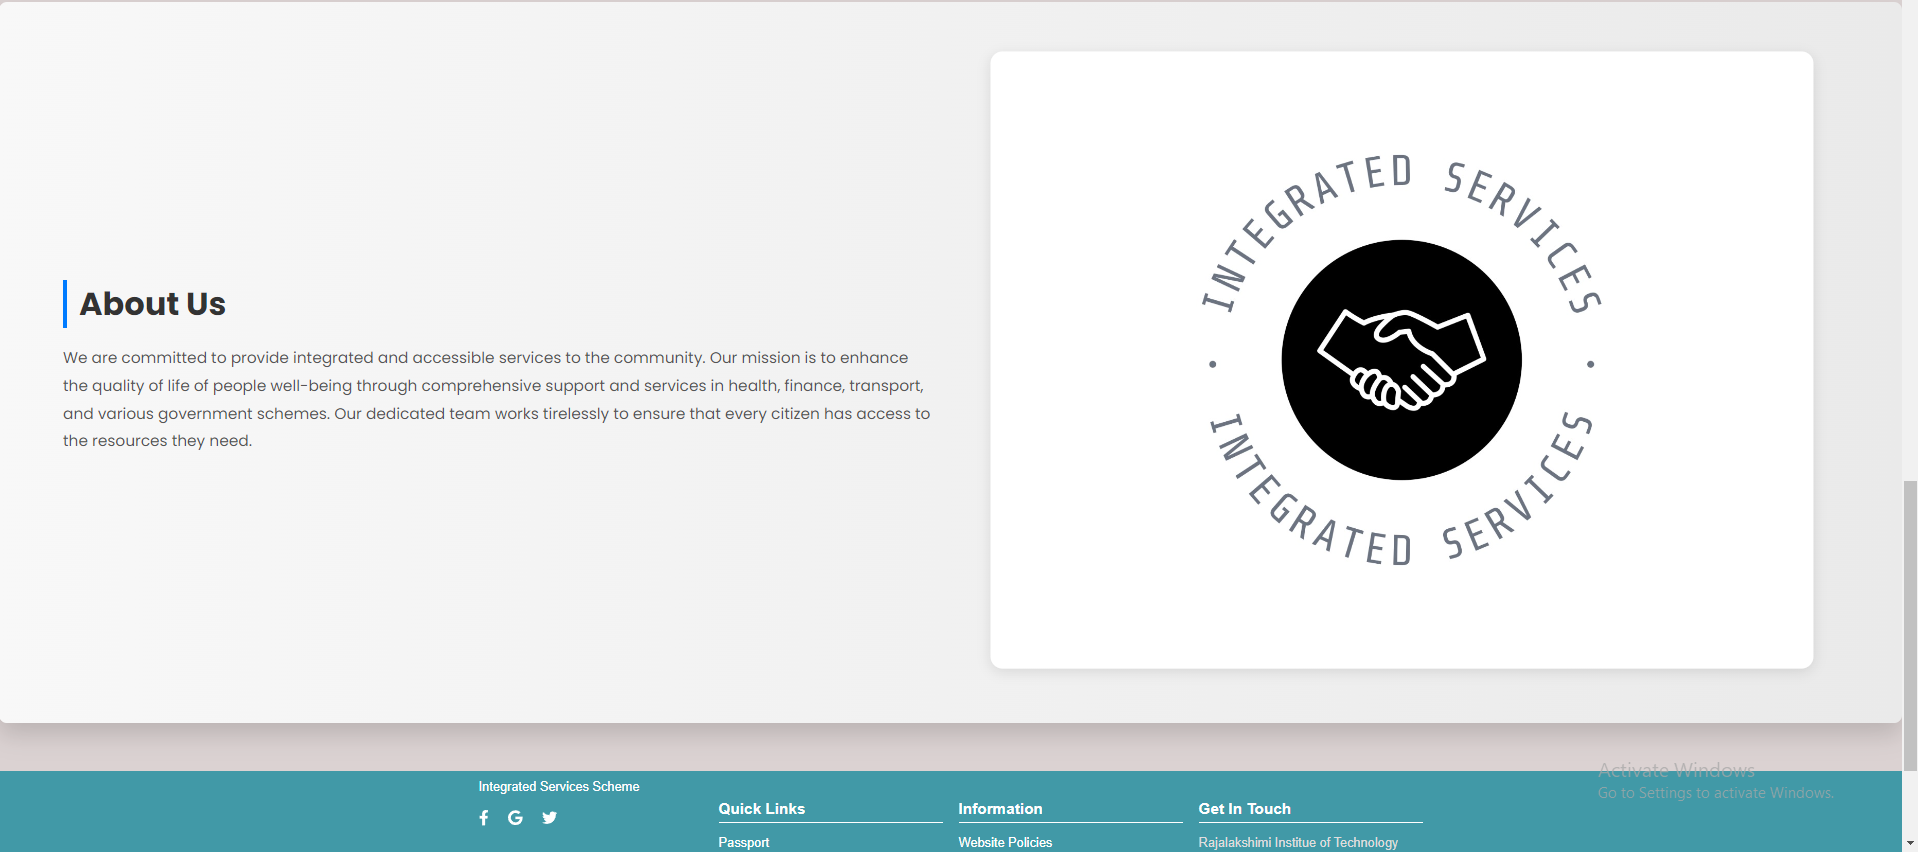 INTEGRATED SERVICES
INTEGRATED SERVICES
About Us
We are committed to provide integrated and accessible services to the community. Our mission is to enhance
the quality of life of people well-being through comprehensive support and services in health, finance, transport,
and various government schemes. Our dedicated team works tirelessly to ensure that every citizen has access to
the resources they need.
Activate Windows
Go to Settings to activate Windows.
Integrated Services Scheme
Quick Links
Passport
Information
Website Policies
Get In Touch
Rajalakshimi Institue of Technology